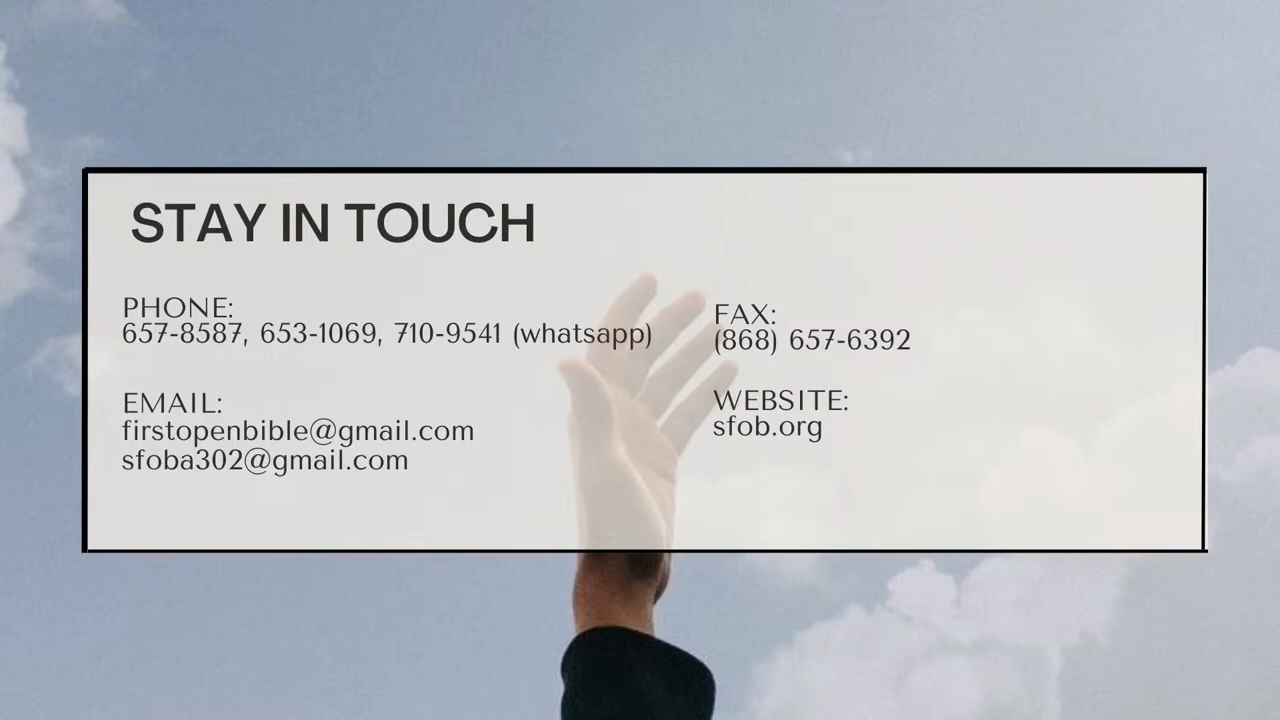 STAY IN TOUCH
PHONE:
657-8587, 653-1069, 710-9541 (whatsapp)
EMAIL:
firstopenbible@gmail.com
sfoba302@gmail.com
FAX:
(868) 657-6392
WEBSITE:
sfob.org